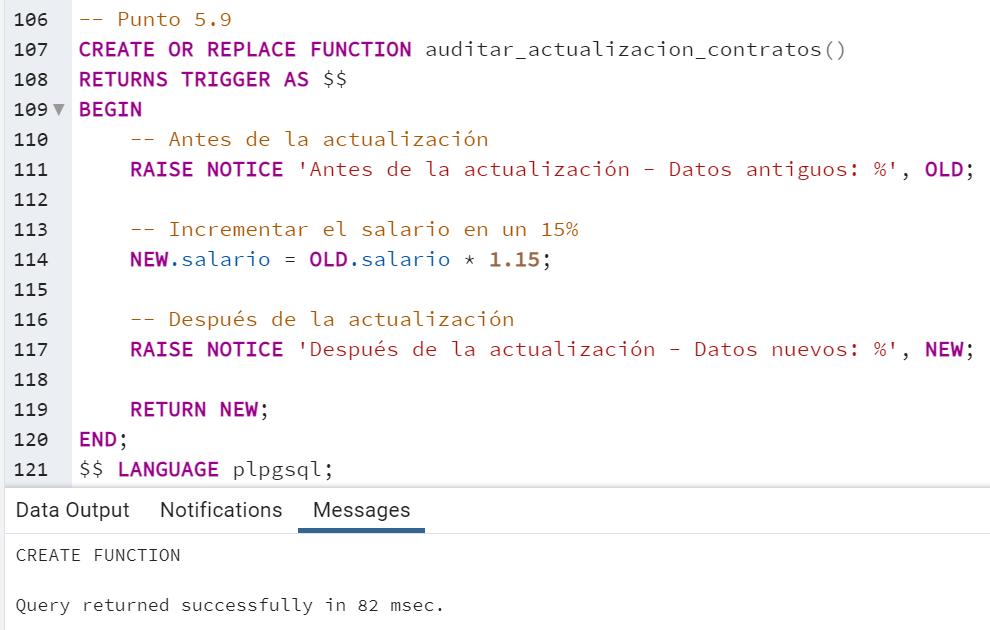 106 -- Punto 5.9
107 CREATE OR REPLACE FUNCTION auditar_actualizacion_contratos()
108 RETURNS TRIGGER AS $$
109 BEGIN
110 -- Antes de la actualización
111 RAISE NOTICE 'Antes de la actualización - Datos antiguos: %', OLD;
112
113 -- Incrementar el salario en un 15%
114 NEW.salario = OLD.salario * 1.15;
115
116 -- Después de la actualización
117 RAISE NOTICE 'Después de la actualización - Datos nuevos: %', NEW;
118
119 RETURN NEW;
120 END;
121 $$ LANGUAGE plpgsql;
Data Output Notifications Messages
CREATE FUNCTION
Query returned successfully in 82 msec.